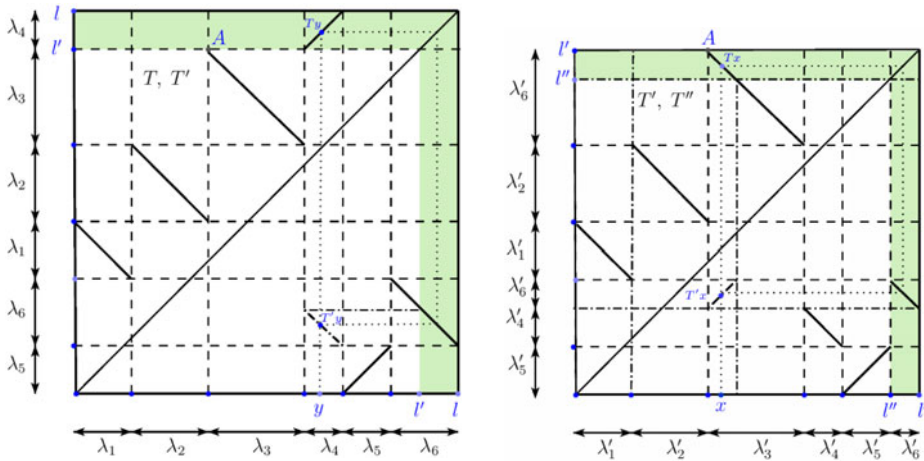 l
λ₄
Ty
l′
A
T, T′
λ₃
λ₂
λ₁
λ₆
T′y
λ₅
y l′ l
λ₁ λ₂ λ₃ λ₄ λ₅ λ₆
l′
A
Tx
l″
T′, T″
λ′₆
λ′₂
λ′₁
λ′₆
T′x
λ′₄
λ′₅
x l″ l
λ′₁ λ′₂ λ′₃ λ′₄ λ′₅ λ′₆